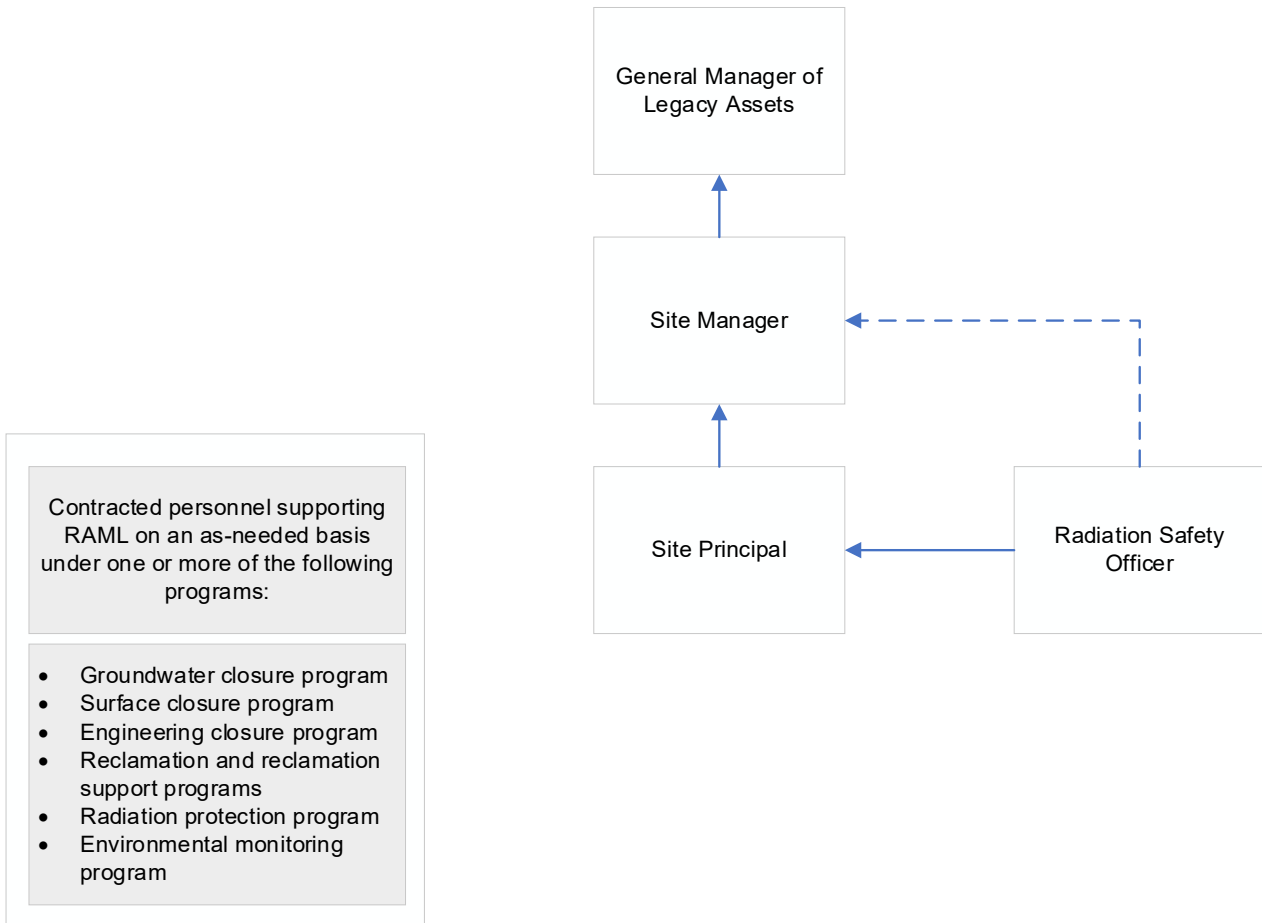 General Manager of
Legacy Assets
Site Manager
Site Principal
Radiation Safety
Officer
Contracted personnel supporting
RAML on an as-needed basis
under one or more of the following
programs:
• Groundwater closure program
• Surface closure program
• Engineering closure program
• Reclamation and reclamation
support programs
• Radiation protection program
• Environmental monitoring
program